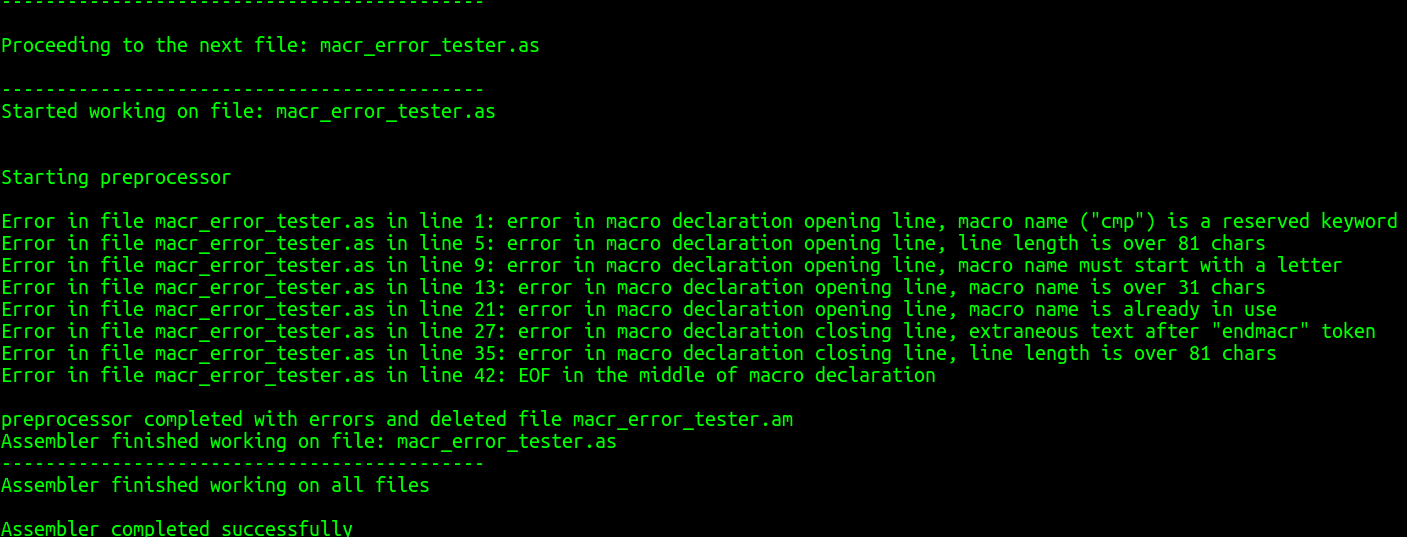 --------------------------------------------
Proceeding to the next file: macr_error_tester.as
--------------------------------------------
Started working on file: macr_error_tester.as
Starting preprocessor
Error in file macr_error_tester.as in line 1: error in macro declaration opening line, macro name ("cmp") is a reserved keyword
Error in file macr_error_tester.as in line 5: error in macro declaration opening line, line length is over 81 chars
Error in file macr_error_tester.as in line 9: error in macro declaration opening line, macro name must start with a letter
Error in file macr_error_tester.as in line 13: error in macro declaration opening line, macro name is over 31 chars
Error in file macr_error_tester.as in line 21: error in macro declaration opening line, macro name is already in use
Error in file macr_error_tester.as in line 27: error in macro declaration closing line, extraneous text after "endmacr" token
Error in file macr_error_tester.as in line 35: error in macro declaration closing line, line length is over 81 chars
Error in file macr_error_tester.as in line 42: EOF in the middle of macro declaration
preprocessor completed with errors and deleted file macr_error_tester.am
Assembler finished working on file: macr_error_tester.as
--------------------------------------------
Assembler finished working on all files
Assembler completed successfully